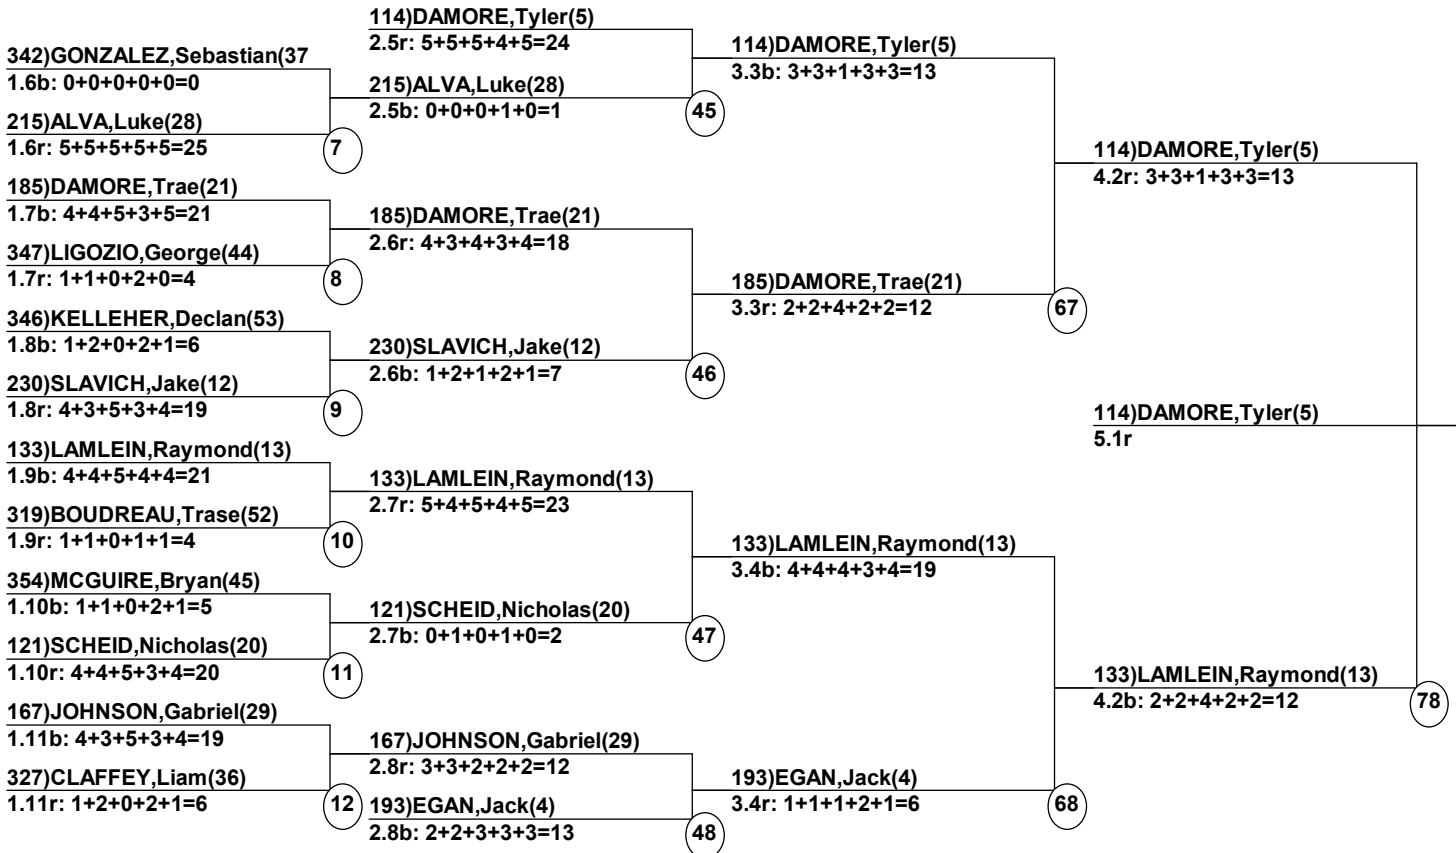 342)GONZALEZ,Sebastian(37
1.6b: 0+0+0+0+0=0
215)ALVA,Luke(28)
1.6r: 5+5+5+5+5=25
7
185)DAMORE,Trae(21)
1.7b: 4+4+5+3+5=21
347)LIGOZIO,George(44)
1.7r: 1+1+0+2+0=4
8
346)KELLEHER,Declan(53)
1.8b: 1+2+0+2+1=6
230)SLAVICH,Jake(12)
1.8r: 4+3+5+3+4=19
9
133)LAMLEIN,Raymond(13)
1.9b: 4+4+5+4+4=21
319)BOUDREAU,Trase(52)
1.9r: 1+1+0+1+1=4
10
354)MCGUIRE,Bryan(45)
1.10b: 1+1+0+2+1=5
121)SCHEID,Nicholas(20)
1.10r: 4+4+5+3+4=20
11
167)JOHNSON,Gabriel(29)
1.11b: 4+3+5+3+4=19
327)CLAFFEY,Liam(36)
1.11r: 1+2+0+2+1=6
12
114)DAMORE,Tyler(5)
2.5r: 5+5+5+4+5=24
215)ALVA,Luke(28)
2.5b: 0+0+0+1+0=1
45
185)DAMORE,Trae(21)
2.6r: 4+3+4+3+4=18
230)SLAVICH,Jake(12)
2.6b: 1+2+1+2+1=7
46
133)LAMLEIN,Raymond(13)
2.7r: 5+4+5+4+5=23
121)SCHEID,Nicholas(20)
2.7b: 0+1+0+1+0=2
47
167)JOHNSON,Gabriel(29)
2.8r: 3+3+2+2+2=12
193)EGAN,Jack(4)
2.8b: 2+2+3+3+3=13
48
114)DAMORE,Tyler(5)
3.3b: 3+3+1+3+3=13
185)DAMORE,Trae(21)
3.3r: 2+2+4+2+2=12
67
133)LAMLEIN,Raymond(13)
3.4b: 4+4+4+3+4=19
193)EGAN,Jack(4)
3.4r: 1+1+1+2+1=6
68
114)DAMORE,Tyler(5)
4.2r: 3+3+1+3+3=13
133)LAMLEIN,Raymond(13)
4.2b: 2+2+4+2+2=12
78
114)DAMORE,Tyler(5)
5.1r